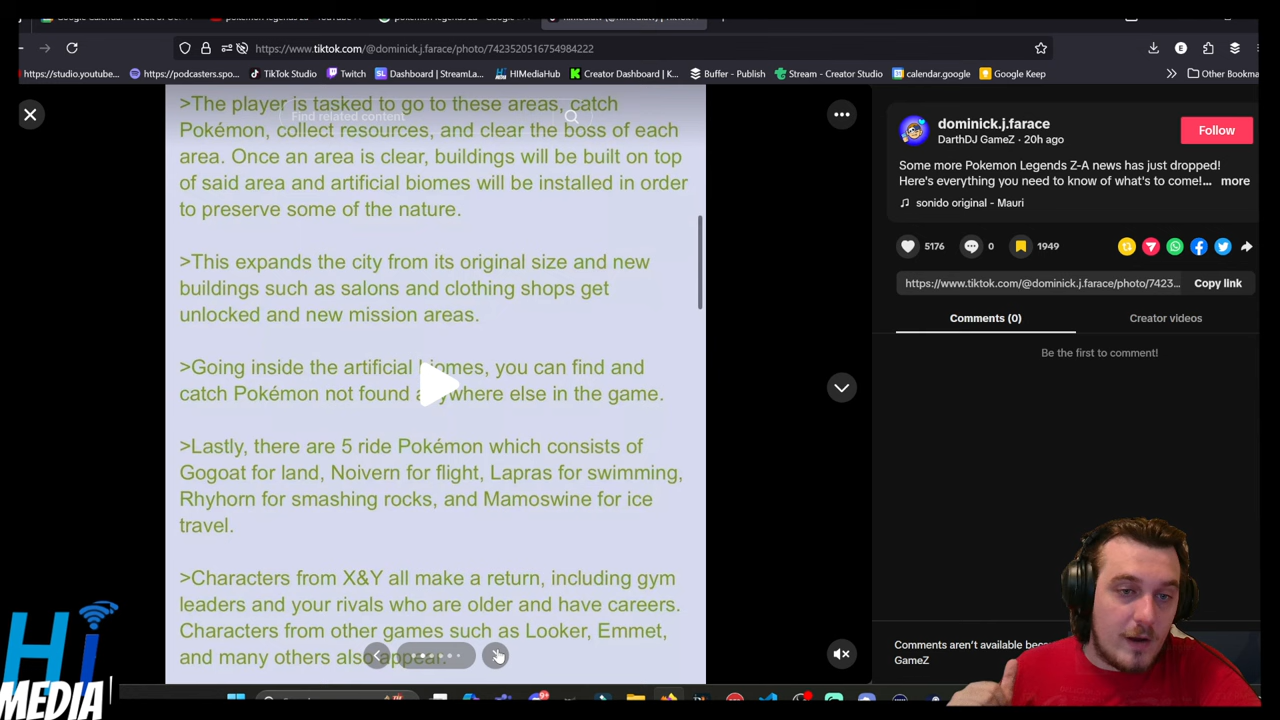 https://www.tiktok.com/@dominick.j.farace/photo/7423520516754984222
https://studio.youtube...
https://podcasters.spo...
TikTok Studio
Twitch
Dashboard | StreamLa...
HIMediaHub
Creator Dashboard | K...
Buffer - Publish
Stream - Creator Studio
calendar.google
Google Keep
Other Bookma
Find related content
>The player is tasked to go to these areas, catch
Pokémon, collect resources, and clear the boss of each
area. Once an area is clear, buildings will be built on top
of said area and artificial biomes will be installed in order
to preserve some of the nature.
>This expands the city from its original size and new
buildings such as salons and clothing shops get
unlocked and new mission areas.
>Going inside the artificial biomes, you can find and
catch Pokémon not found anywhere else in the game.
>Lastly, there are 5 ride Pokémon which consists of
Gogoat for land, Noivern for flight, Lapras for swimming,
Rhyhorn for smashing rocks, and Mamoswine for ice
travel.
>Characters from X&Y all make a return, including gym
leaders and your rivals who are older and have careers.
Characters from other games such as Looker, Emmet,
and many others also appear.
dominick.j.farace
DarthDJ GameZ · 20h ago
Follow
Some more Pokemon Legends Z-A news has just dropped!
Here's everything you need to know of what's to come!... more
sonido original - Mauri
5176
0
1949
https://www.tiktok.com/@dominick.j.farace/photo/7423...
Copy link
Comments (0)
Creator videos
Be the first to comment!
Comments aren't available bec
GameZ
Hi
MEDIA